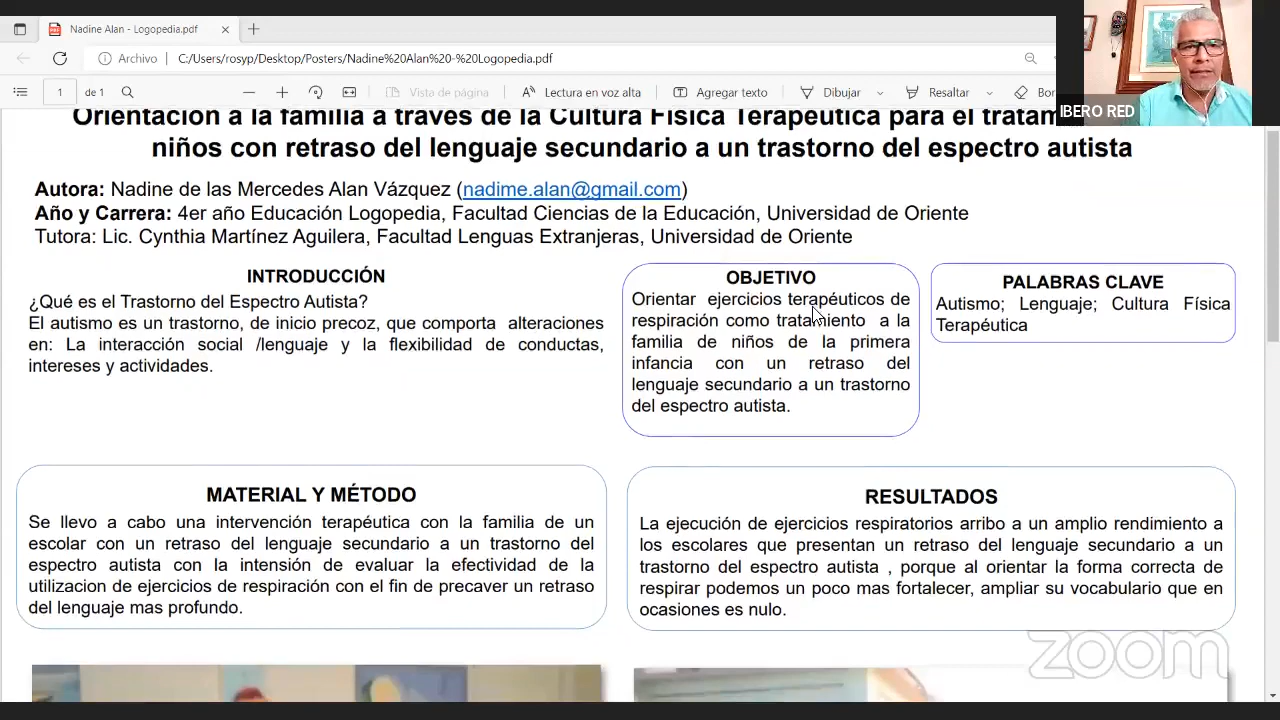 Nadine Alan - Logopedia.pdf
Archivo C:/Users/rosyp/Desktop/Posters/Nadine%20Alan%20-%20Logopedia.pdf
1 de 1 Vista de página Lectura en voz alta Agregar texto Dibujar Resaltar
IBERO RED
Orientación a la familia a través de la Cultura Física Terapéutica para el
niños con retraso del lenguaje secundario a un trastorno del espectro autista
Autora: Nadine de las Mercedes Alan Vázquez (nadime.alan@gmail.com)
Año y Carrera: 4er año Educación Logopedia, Facultad Ciencias de la Educación, Universidad de Oriente
Tutora: Lic. Cynthia Martínez Aguilera, Facultad Lenguas Extranjeras, Universidad de Oriente
INTRODUCCIÓN
¿Qué es el Trastorno del Espectro Autista?
El autismo es un trastorno, de inicio precoz, que comporta alteraciones
en: La interacción social /lenguaje y la flexibilidad de conductas,
intereses y actividades.
OBJETIVO
Orientar ejercicios terapéuticos de
respiración como tratamiento a la
familia de niños de la primera
infancia con un retraso del
lenguaje secundario a un trastorno
del espectro autista.
PALABRAS CLAVE
Autismo; Lenguaje; Cultura Física
Terapéutica
MATERIAL Y MÉTODO
Se llevo a cabo una intervención terapéutica con la familia de un
escolar con un retraso del lenguaje secundario a un trastorno del
espectro autista con la intensión de evaluar la efectividad de la
utilizacion de ejercicios de respiración con el fin de precaver un retraso
del lenguaje mas profundo.
RESULTADOS
La ejecución de ejercicios respiratorios arribo a un amplio rendimiento a
los escolares que presentan un retraso del lenguaje secundario a un
trastorno del espectro autista , porque al orientar la forma correcta de
respirar podemos un poco mas fortalecer, ampliar su vocabulario que en
ocasiones es nulo.
zoom